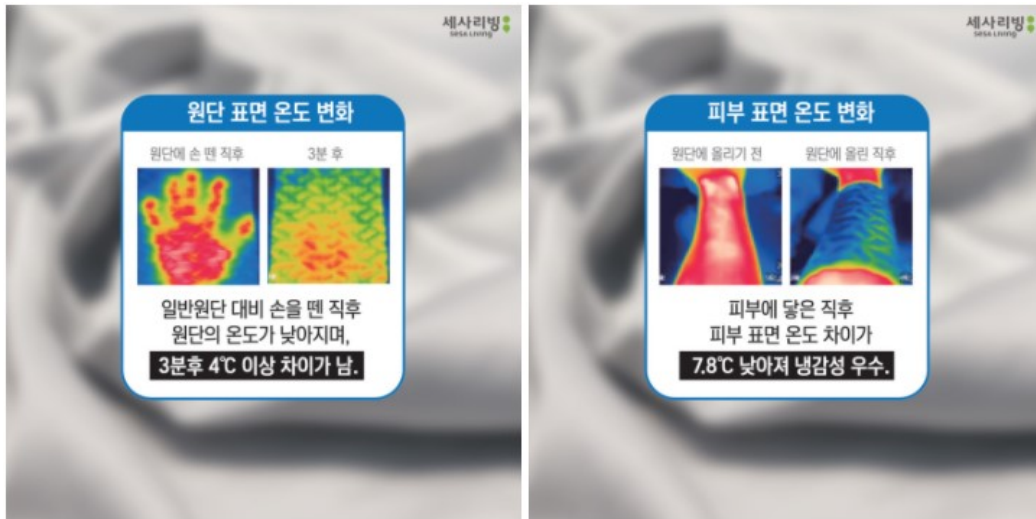 세사리빙
SESA LIVING
원단 표면 온도 변화
원단에 손 뗀 직후
3분 후
일반원단 대비 손을 뗀 직후
원단의 온도가 낮아지며,
3분후 4℃ 이상 차이가 남.
세사리빙
SESA LIVING
피부 표면 온도 변화
원단에 올리기 전
원단에 올린 직후
피부에 닿은 직후
피부 표면 온도 차이가
7.8℃ 낮아져 냉감성 우수.